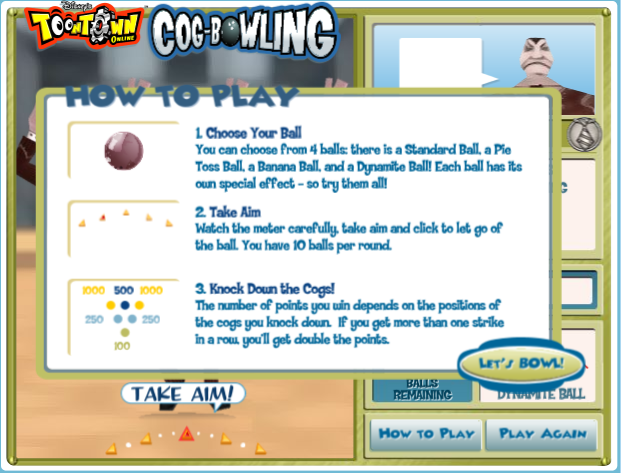 Disney's
TOONTOWN
ONLINE
COG-BOWLING
HOW TO PLAY
1. Choose Your Ball
You can choose from 4 balls: there is a Standard Ball, a Pie
Toss Ball, a Banana Ball, and a Dynamite Ball! Each ball has its
own special effect - so try them all!
2. Take Aim
Watch the meter carefully, take aim and click to let go of
the ball. You have 10 balls per round.
1000 500 1000
250 250
100
3. Knock Down the Cogs!
The number of points you win depends on the positions of
the cogs you knock down. If you get more than one strike
in a row, you'll get double the points.
LET'S BOWL!
BALLS
REMAINING
DYNAMITE BALL
TAKE AIM!
HOW TO PLAY
PLAY AGAIN